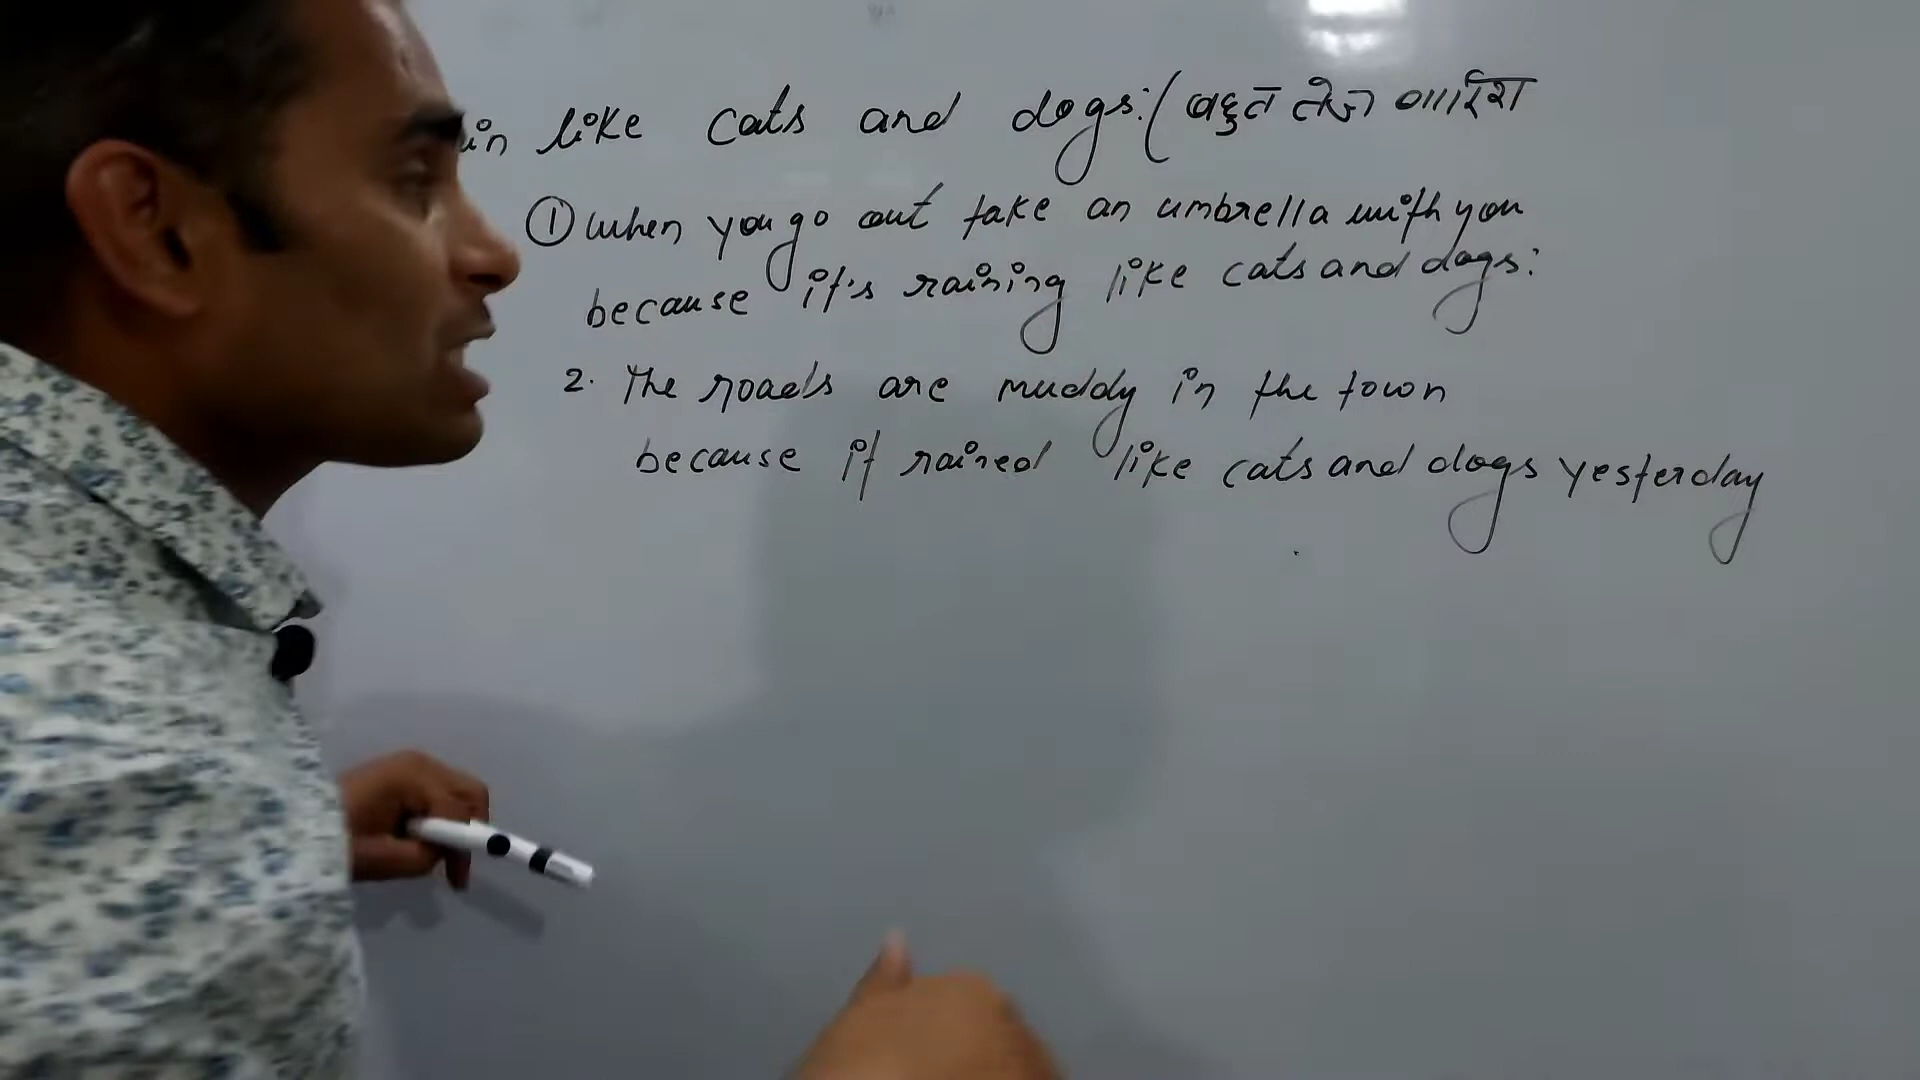 like cats and dogs:( बहुत तेज बारिश
① When you go out take an umbrella with you
because it's raining like cats and dogs:
2. The roads are muddy in the town
because it rained like cats and dogs yesterday